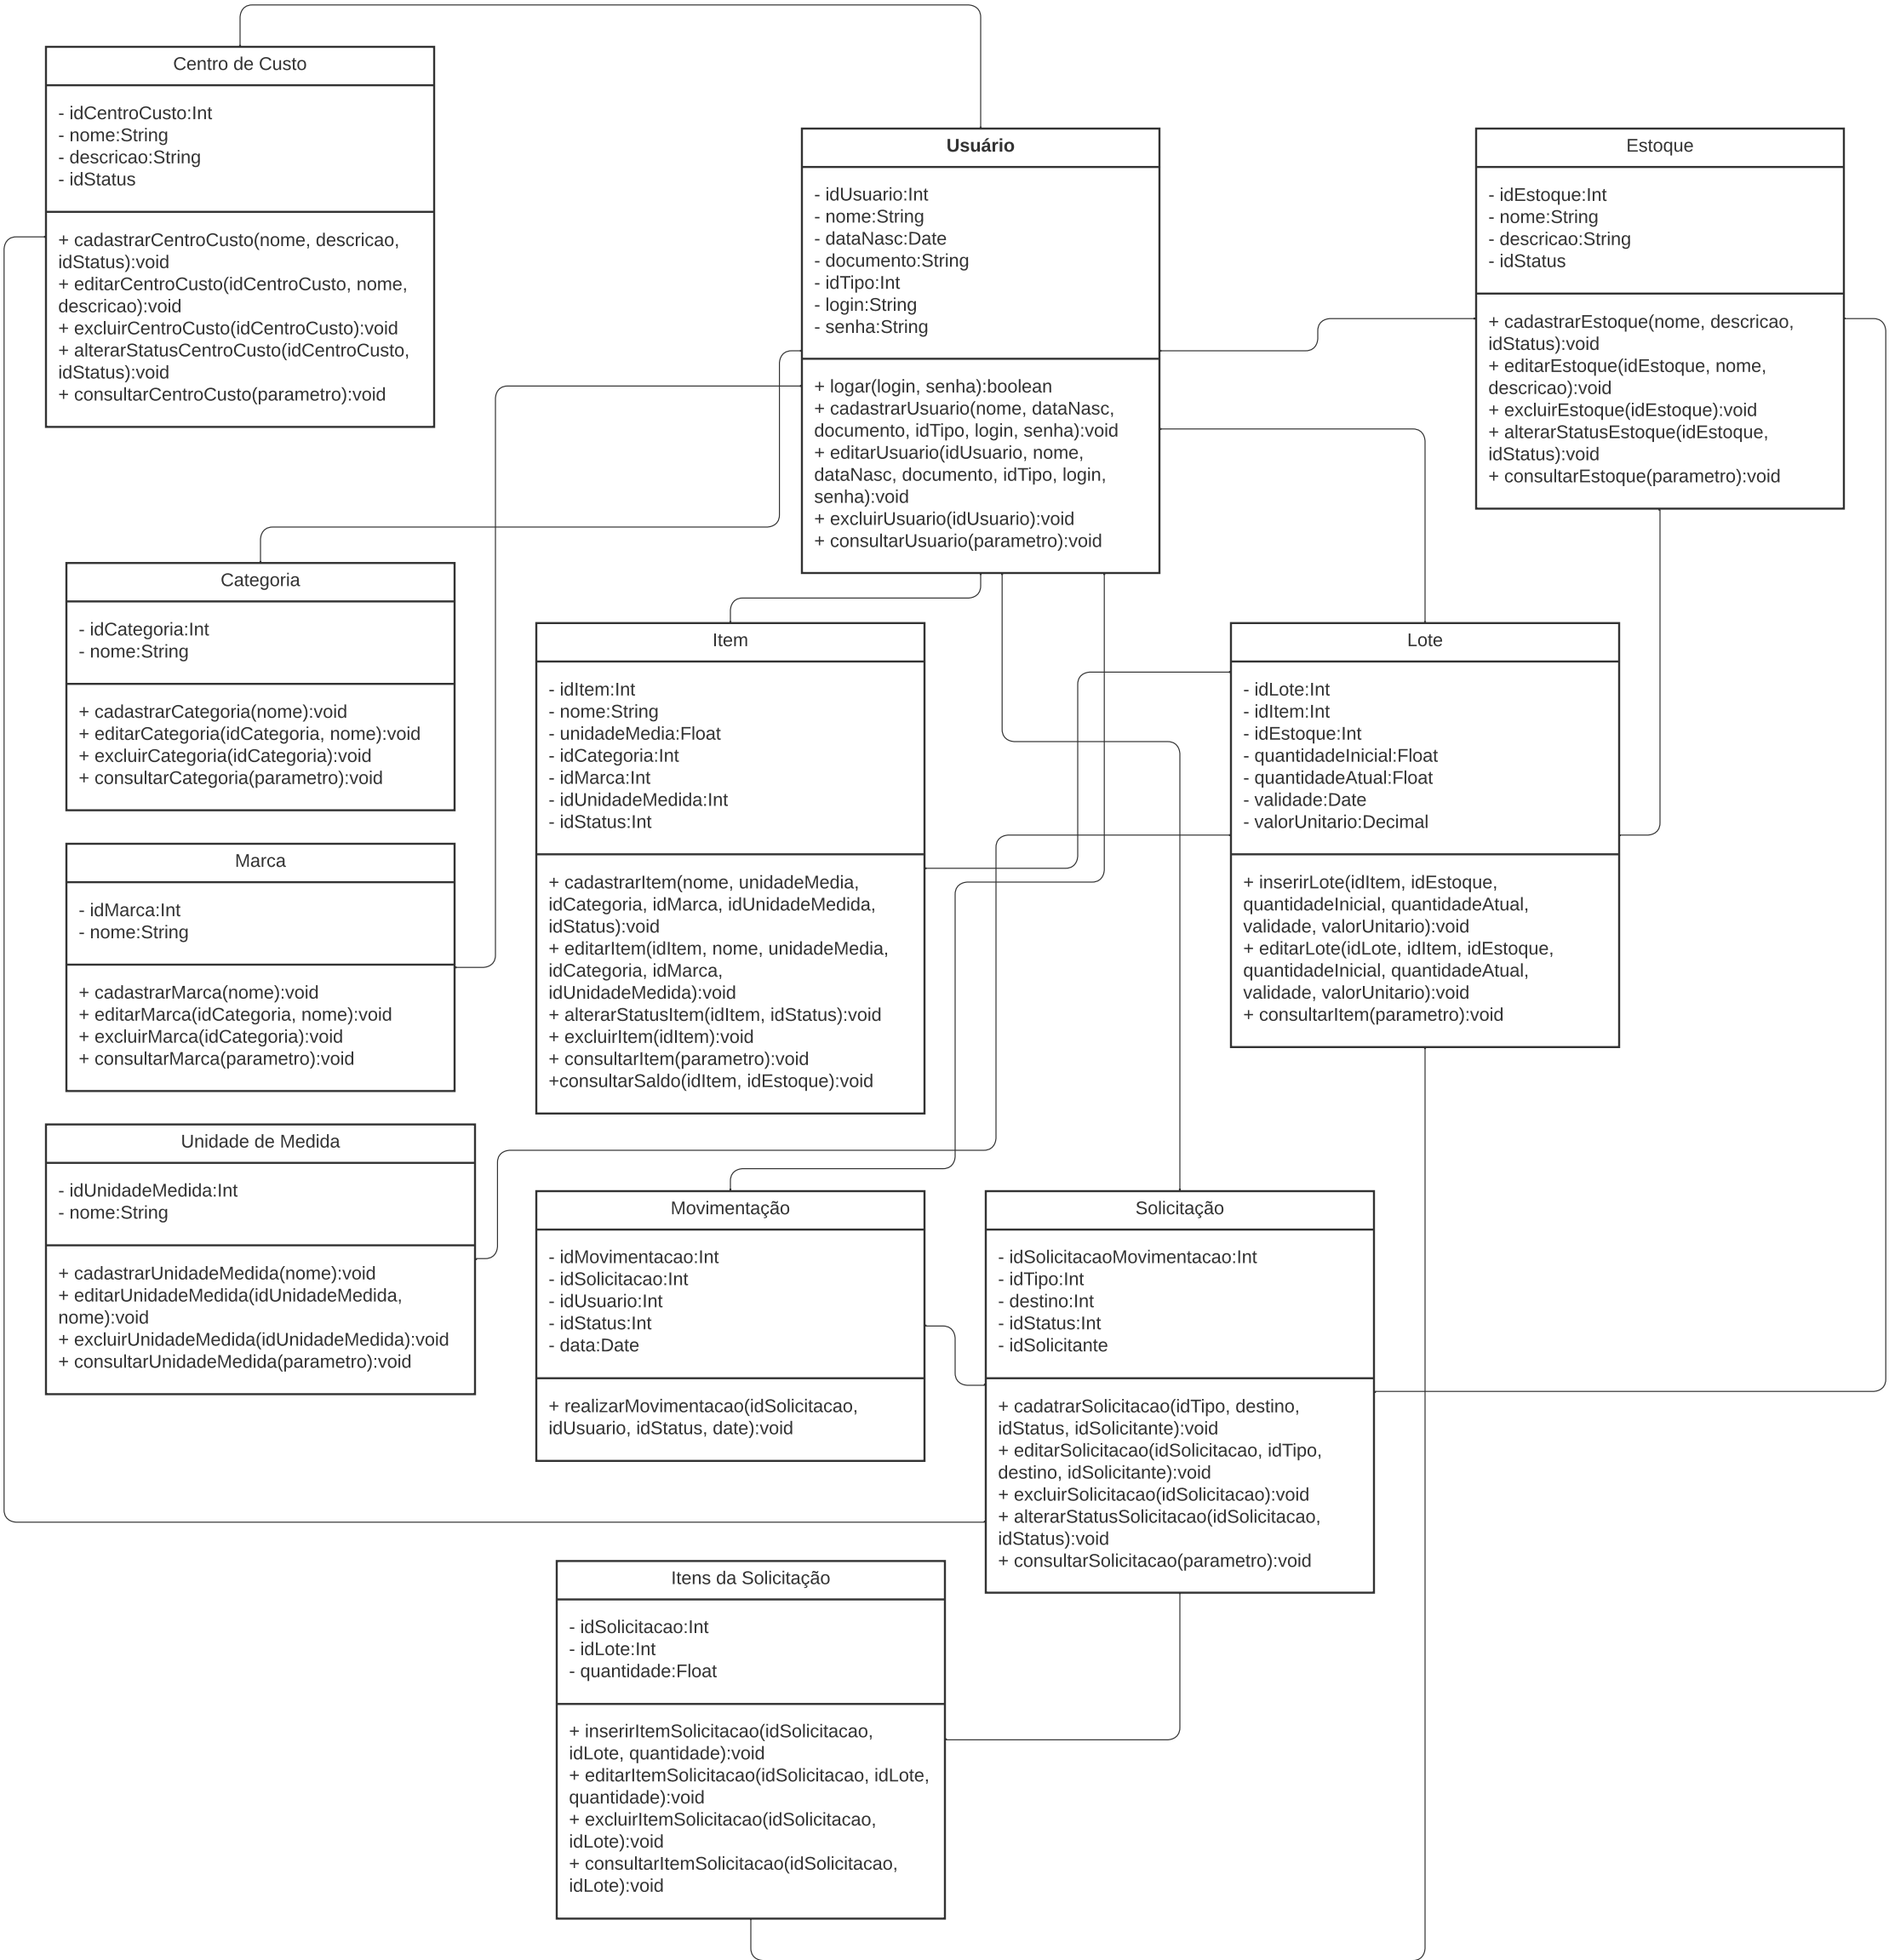 Centro de Custo
- idCentroCusto:Int
- nome:String
- descricao:String
- idStatus
+ cadastrarCentroCusto(nome, descricao,
idStatus):void
+ editarCentroCusto(idCentroCusto, nome,
descricao):void
+ excluirCentroCusto(idCentroCusto):void
+ alterarStatusCentroCusto(idCentroCusto,
idStatus):void
+ consultarCentroCusto(parametro):void
Usuário
- idUsuario:Int
- nome:String
- dataNasc:Date
- documento:String
- idTipo:Int
- login:String
- senha:String
+ logar(login, senha):boolean
+ cadastrarUsuario(nome, dataNasc,
documento, idTipo, login, senha):void
+ editarUsuario(idUsuario, nome,
dataNasc, documento, idTipo, login,
senha):void
+ excluirUsuario(idUsuario):void
+ consultarUsuario(parametro):void
Estoque
- idEstoque:Int
- nome:String
- descricao:String
- idStatus
+ cadastrarEstoque(nome, descricao,
idStatus):void
+ editarEstoque(idEstoque, nome,
descricao):void
+ excluirEstoque(idEstoque):void
+ alterarStatusEstoque(idEstoque,
idStatus):void
+ consultarEstoque(parametro):void
Categoria
- idCategoria:Int
- nome:String
+ cadastrarCategoria(nome):void
+ editarCategoria(idCategoria, nome):void
+ excluirCategoria(idCategoria):void
+ consultarCategoria(parametro):void
Item
- idItem:Int
- nome:String
- unidadeMedia:Float
- idCategoria:Int
- idMarca:Int
- idUnidadeMedida:Int
- idStatus:Int
+ cadastrarItem(nome, unidadeMedia,
idCategoria, idMarca, idUnidadeMedida,
idStatus):void
+ editarItem(idItem, nome, unidadeMedia,
idCategoria, idMarca,
idUnidadeMedida):void
+ alterarStatusItem(idItem, idStatus):void
+ excluirItem(idItem):void
+ consultarItem(parametro):void
+consultarSaldo(idItem, idEstoque):void
Lote
- idLote:Int
- idItem:Int
- idEstoque:Int
- quantidadeInicial:Float
- quantidadeAtual:Float
- validade:Date
- valorUnitario:Decimal
+ inserirLote(idItem, idEstoque,
quantidadeInicial, quantidadeAtual,
validade, valorUnitario):void
+ editarLote(idLote, idItem, idEstoque,
quantidadeInicial, quantidadeAtual,
validade, valorUnitario):void
+ consultarItem(parametro):void
Marca
- idMarca:Int
- nome:String
+ cadastrarMarca(nome):void
+ editarMarca(idCategoria, nome):void
+ excluirMarca(idCategoria):void
+ consultarMarca(parametro):void
Unidade de Medida
- idUnidadeMedida:Int
- nome:String
+ cadastrarUnidadeMedida(nome):void
+ editarUnidadeMedida(idUnidadeMedida,
nome):void
+ excluirUnidadeMedida(idUnidadeMedida):void
+ consultarUnidadeMedida(parametro):void
Movimentação
- idMovimentacao:Int
- idSolicitacao:Int
- idUsuario:Int
- idStatus:Int
- data:Date
+ realizarMovimentacao(idSolicitacao,
idUsuario, idStatus, date):void
Solicitação
- idSolicitacaoMovimentacao:Int
- idTipo:Int
- destino:Int
- idStatus:Int
- idSolicitante
+ cadatrarSolicitacao(idTipo, destino,
idStatus, idSolicitante):void
+ editarSolicitacao(idSolicitacao, idTipo,
destino, idSolicitante):void
+ excluirSolicitacao(idSolicitacao):void
+ alterarStatusSolicitacao(idSolicitacao,
idStatus):void
+ consultarSolicitacao(parametro):void
Itens da Solicitação
- idSolicitacao:Int
- idLote:Int
- quantidade:Float
+ inserirItemSolicitacao(idSolicitacao,
idLote, quantidade):void
+ editarItemSolicitacao(idSolicitacao, idLote,
quantidade):void
+ excluirItemSolicitacao(idSolicitacao,
idLote):void
+ consultarItemSolicitacao(idSolicitacao,
idLote):void